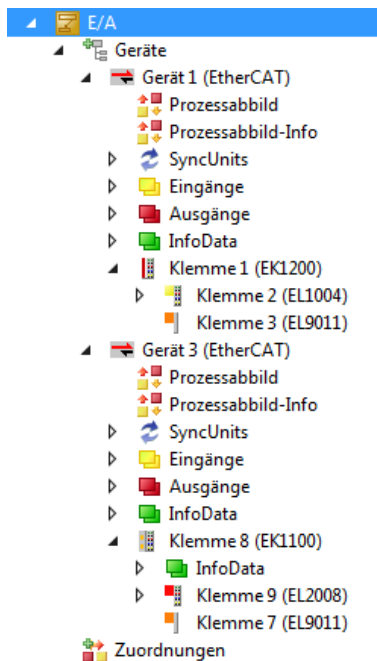 E/A
Geräte
Gerät 1 (EtherCAT)
Prozessabbild
Prozessabbild-Info
SyncUnits
Eingänge
Ausgänge
InfoData
Klemme 1 (EK1200)
Klemme 2 (EL1004)
Klemme 3 (EL9011)
Gerät 3 (EtherCAT)
Prozessabbild
Prozessabbild-Info
SyncUnits
Eingänge
Ausgänge
InfoData
Klemme 8 (EK1100)
InfoData
Klemme 9 (EL2008)
Klemme 7 (EL9011)
Zuordnungen